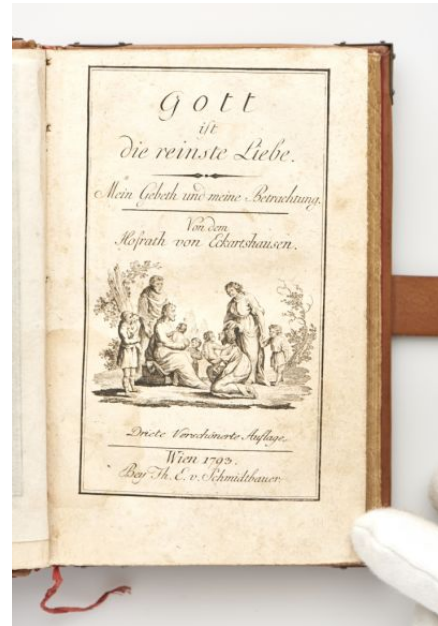 Gott
ist
die reinste Liebe.
Mein Gebeth und meine Betrachtung.
Von dem
Hofrath von Eckartshausen.
Dritte Verschönerte Auflage.
Wien 1793.
Bey Th. E. v. Schmidtbauer.